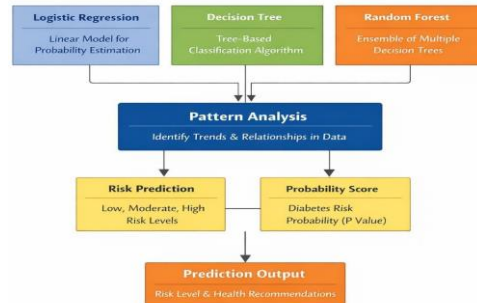 Logistic Regression
Linear Model for
Probability Estimation
Decision Tree
Tree-Based
Classification Algorithm
Random Forest
Ensemble of Multiple
Decision Trees
Pattern Analysis
Identify Trends & Relationships in Data
Risk Prediction
Low, Moderate, High
Risk Levels
Probability Score
Diabetes Risk
Probability (P Value)
Prediction Output
Risk Level & Health Recommendations